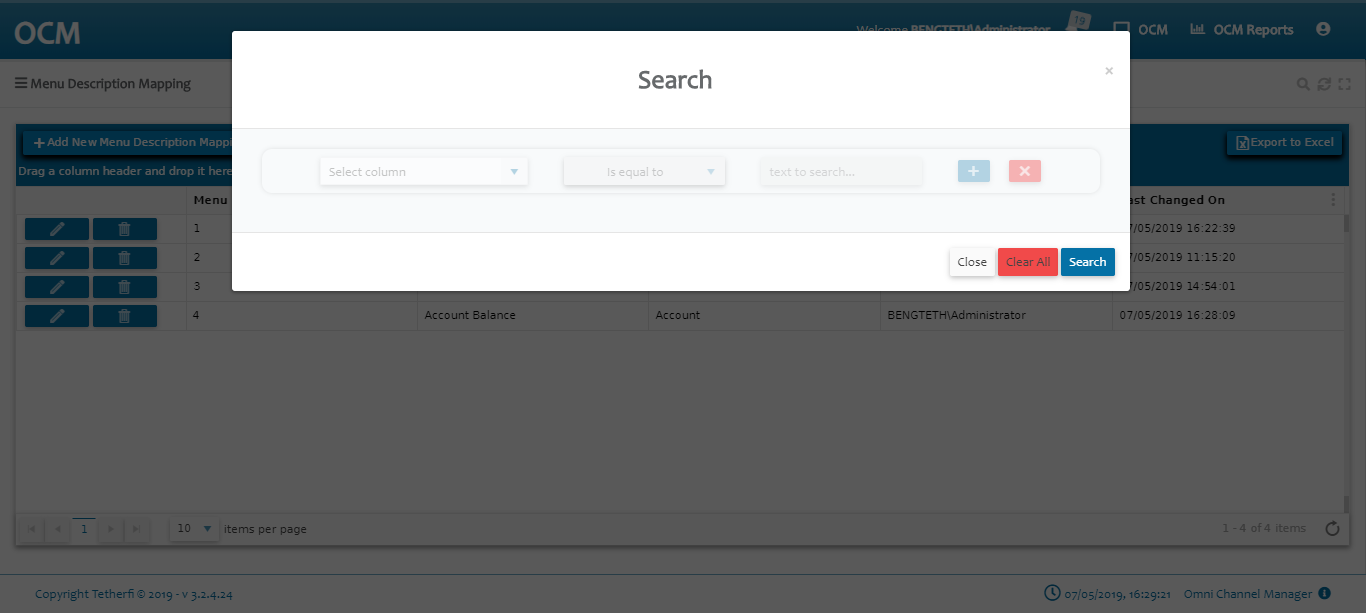 OCM
Welcome BENGTETH\Administrator 19 OCM OCM Reports
Menu Description Mapping
Search
×
Add New Menu Description Mappi
Export to Excel
Drag a column header and drop it here
Select column Is equal to text to search...
Menu ast Changed On
1 7/05/2019 16:22:39
2 7/05/2019 11:15:20
Close Clear All Search
3 7/05/2019 14:54:01
4 Account Balance Account BENGTETH\Administrator 07/05/2019 16:28:09
1 10 items per page 1 - 4 of 4 items
Copyright Tetherfi © 2019 - v 3.2.4.24 07/05/2019, 16:29:21 Omni Channel Manager